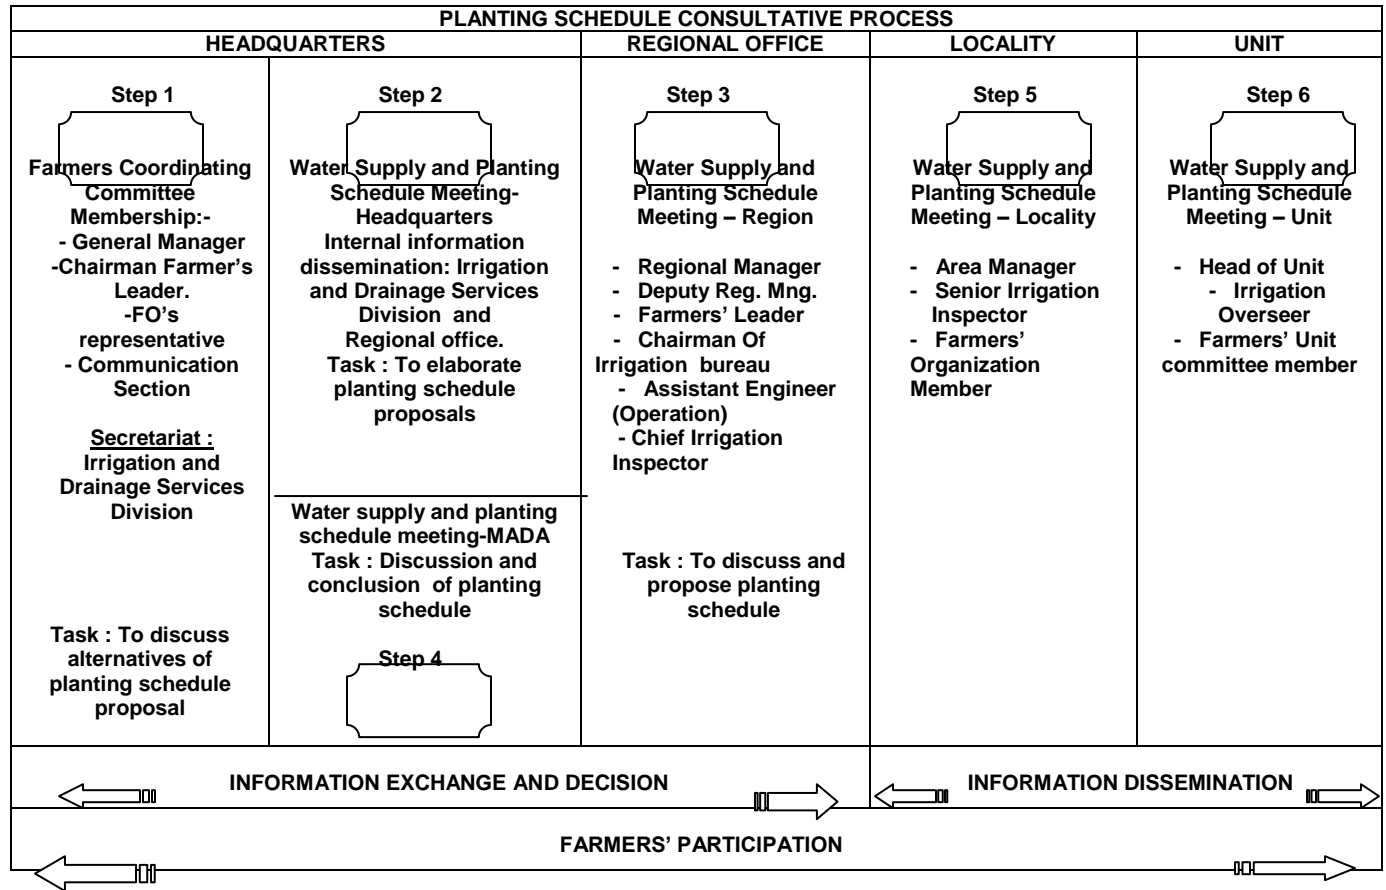 PLANTING SCHEDULE CONSULTATIVE PROCESS
HEADQUARTERS
REGIONAL OFFICE
LOCALITY
UNIT
Step 1
Farmers Coordinating
Committee
Membership:-
- General Manager
-Chairman Farmer’s
Leader.
-FO’s
representative
- Communication
Section
Secretariat :
Irrigation and
Drainage Services
Division
Task : To discuss
alternatives of
planting schedule
proposal
Step 2
Water Supply and Planting
Schedule Meeting-
Headquarters
Internal information
dissemination: Irrigation
and Drainage Services
Division and
Regional office.
Task : To elaborate
planting schedule
proposals
Water supply and planting
schedule meeting-MADA
Task : Discussion and
conclusion of planting
schedule
Step 4
Step 3
Water Supply and
Planting Schedule
Meeting – Region
- Regional Manager
- Deputy Reg. Mng.
- Farmers’ Leader
- Chairman Of
Irrigation bureau
- Assistant Engineer
(Operation)
- Chief Irrigation
Inspector
Task : To discuss and
propose planting
schedule
Step 5
Water Supply and
Planting Schedule
Meeting – Locality
- Area Manager
- Senior Irrigation
Inspector
- Farmers’
Organization
Member
Step 6
Water Supply and
Planting Schedule
Meeting – Unit
- Head of Unit
- Irrigation
Overseer
- Farmers’ Unit
committee member
INFORMATION EXCHANGE AND DECISION
INFORMATION DISSEMINATION
FARMERS’ PARTICIPATION